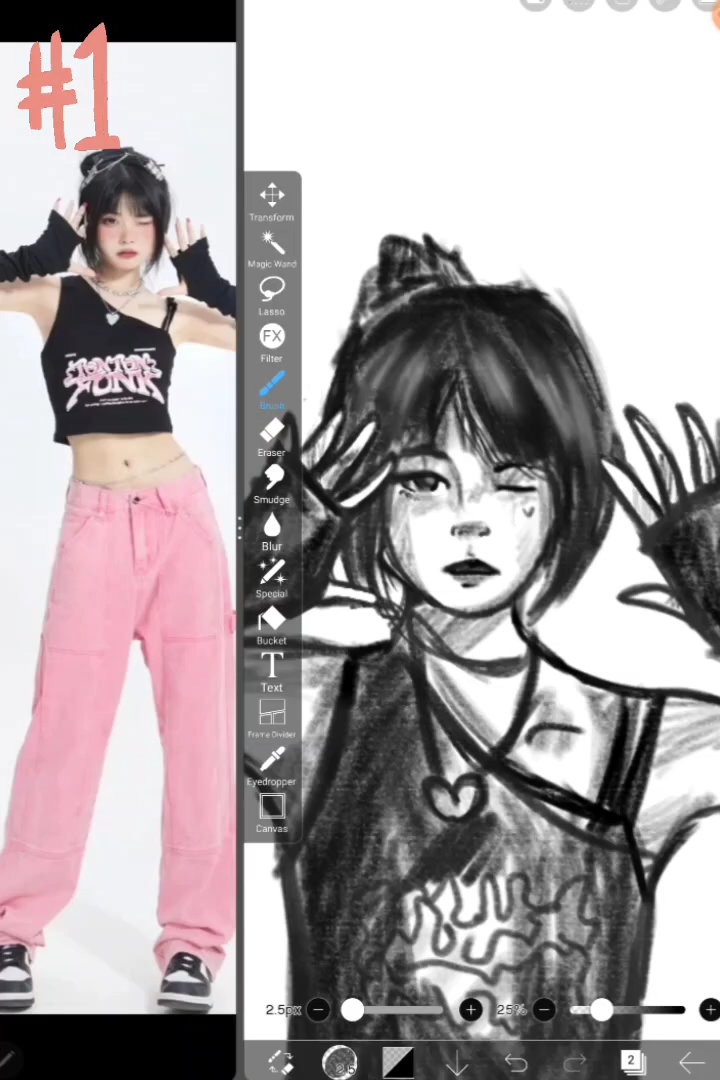 #1
Transform
Magic Wand
Lasso
FX
Filter
Brush
Eraser
Smudge
Blur
Special
Bucket
T
Text
Frame Divider
Eyedropper
Canvas
2.5px
25%
2